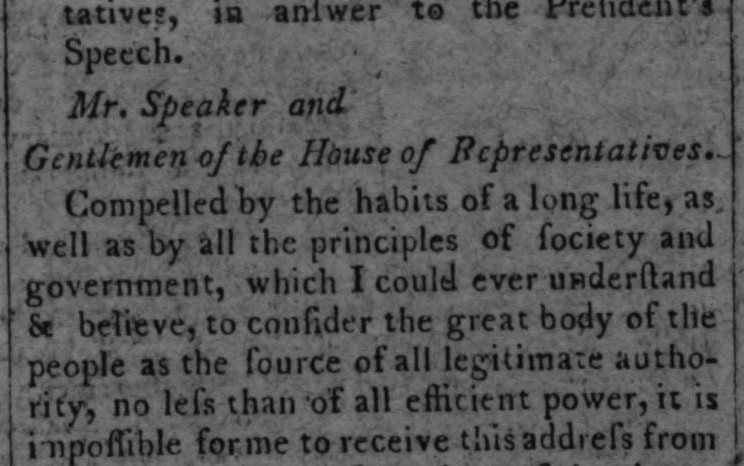 tatives, in anſwer to the Preſident's
Speech.
Mr. Speaker and
Gentlemen of the House of Representatives.
Compelled by the habits of a long life, as
well as by all the principles of ſociety and
government, which I could ever underſtand
& believe, to conſider the great body of the
people as the ſource of all legitimate autho-
rity, no leſs than of all efficient power, it is
impoſſible for me to receive this addreſs from